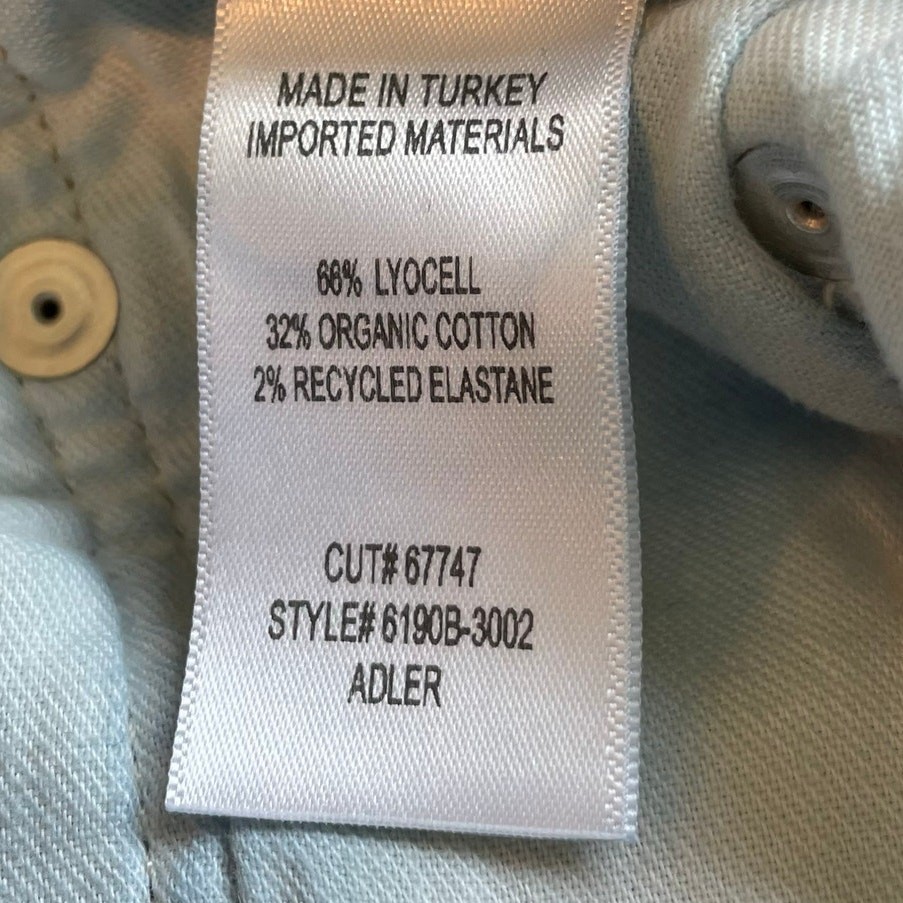 MADE IN TURKEY
IMPORTED MATERIALS
66% LYOCELL
32% ORGANIC COTTON
2% RECYCLED ELASTANE
CUT# 67747
STYLE# 6190B-3002
ADLER